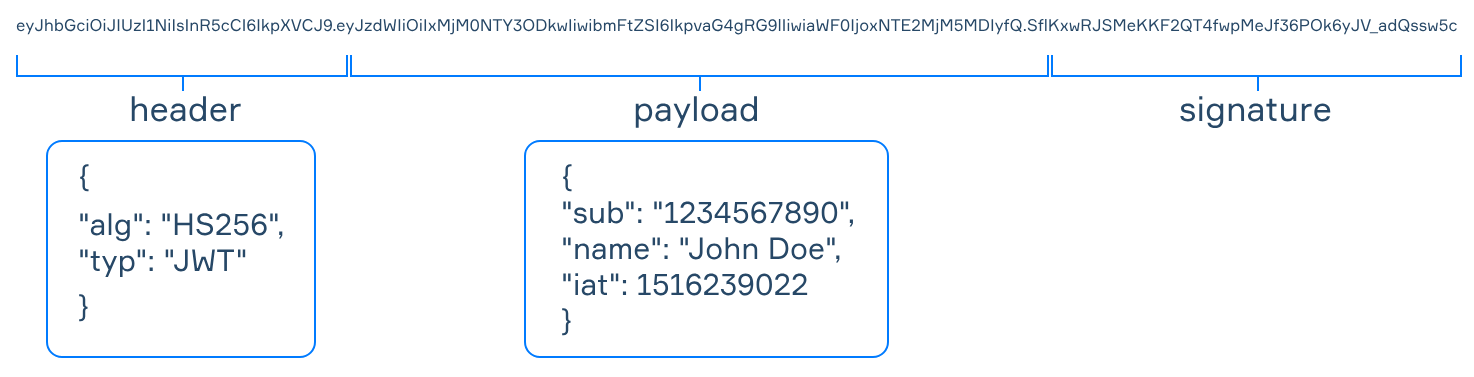 eyJhbGciOiJIUzI1NiIsInR5cCI6IkpXVCJ9.eyJzdWIiOiIxMjM0NTY3ODkwIiwibmFtZSI6IkpvaG4gRG9lIiwiaWF0IjoxNTE2MjM5MDIyfQ.SflKxwRJSMeKKF2QT4fwpMeJf36POk6yJV_adQssw5c
header
payload
signature
{
"alg": "HS256",
"typ": "JWT"
}
{
"sub": "1234567890",
"name": "John Doe",
"iat": 1516239022
}